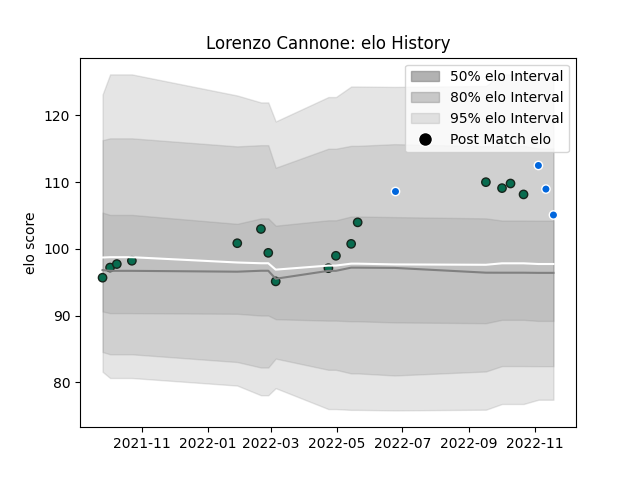 Lorenzo Cannone: elo History
50% elo Interval
80% elo Interval
95% elo Interval
Post Match elo
elo score
120
110
100
90
80
2021-11 2022-01 2022-03 2022-05 2022-07 2022-09 2022-11